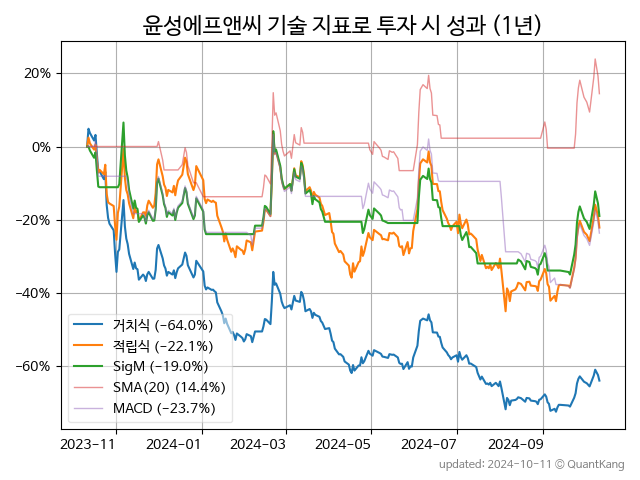 윤성에프앤씨 기술 지표로 투자 시 성과 (1년)
20%
0%
−20%
−40%
−60%
거치식 (−64.0%)
적립식 (−22.1%)
SigM (−19.0%)
SMA(20) (14.4%)
MACD (−23.7%)
2023−11
2024−01
2024−03
2024−05
2024−07
2024−09
updated: 2024-10-11 © QuantKang